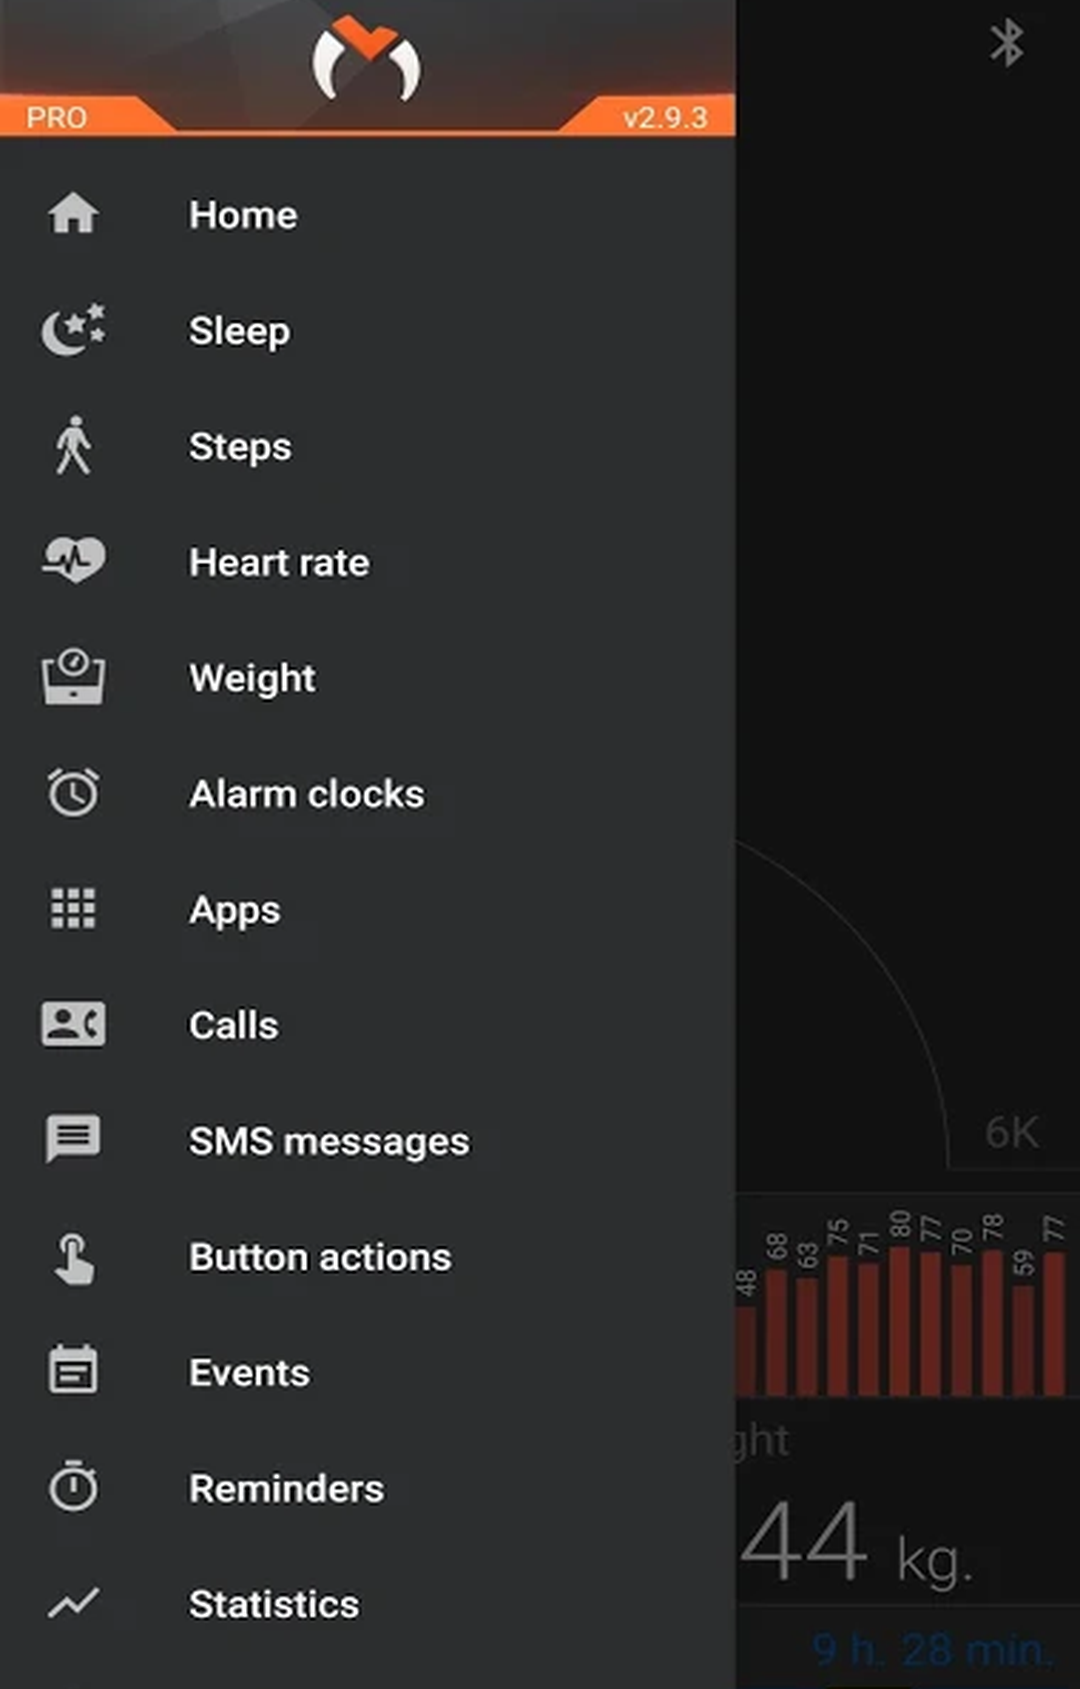 PRO
v2.9.3
Home
Sleep
Steps
Heart rate
Weight
Alarm clocks
Apps
Calls
SMS messages
Button actions
Events
Reminders
Statistics
6K
48 68 63 75 71 80 77 70 78 59 77
ght
44 kg.
9 h. 28 min.